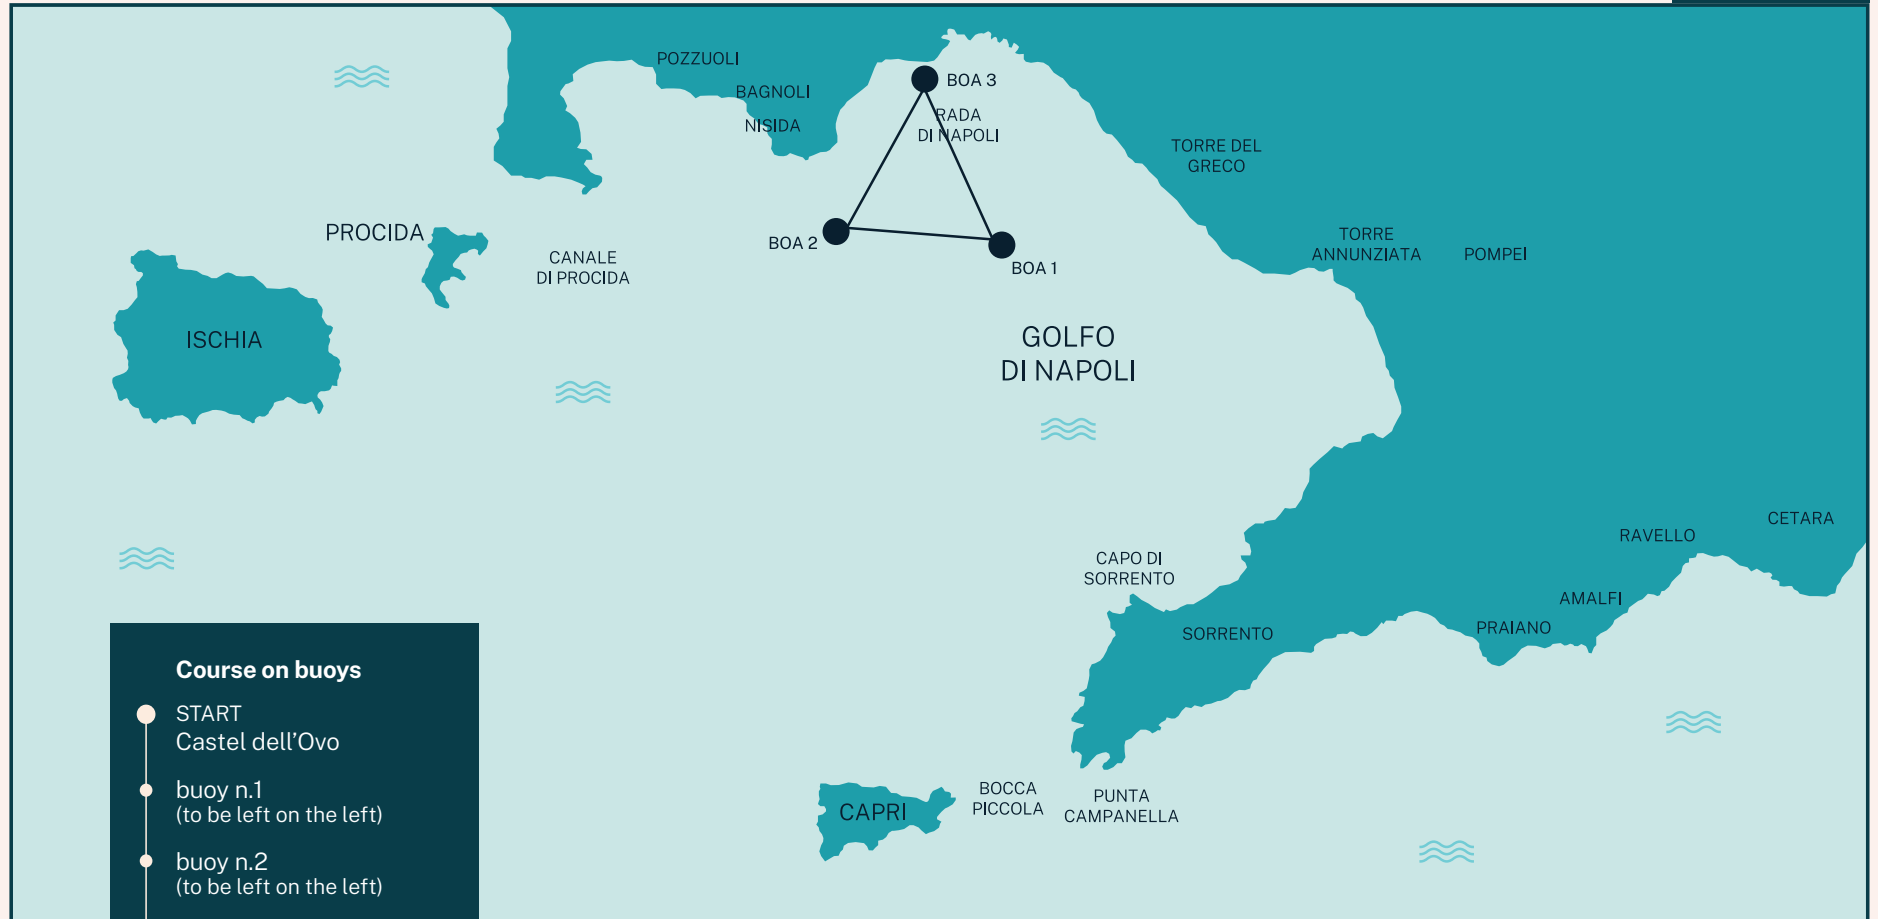 POZZUOLI
BAGNOLI
NISIDA
BOA 3
RADA
DI NAPOLI
TORRE DEL
GRECO
PROCIDA
BOA 2
BOA 1
CANALE
DI PROCIDA
TORRE
ANNUNZIATA
POMPEI
ISCHIA
GOLFO
DI NAPOLI
CAPO DI
SORRENTO
SORRENTO
RAVELLO
CETARA
AMALFI
PRAIANO
CAPRI
BOCCA
PICCOLA
PUNTA
CAMPANELLA
Course on buoys
START
Castel dell'Ovo
buoy n.1
(to be left on the left)
buoy n.2
(to be left on the left)